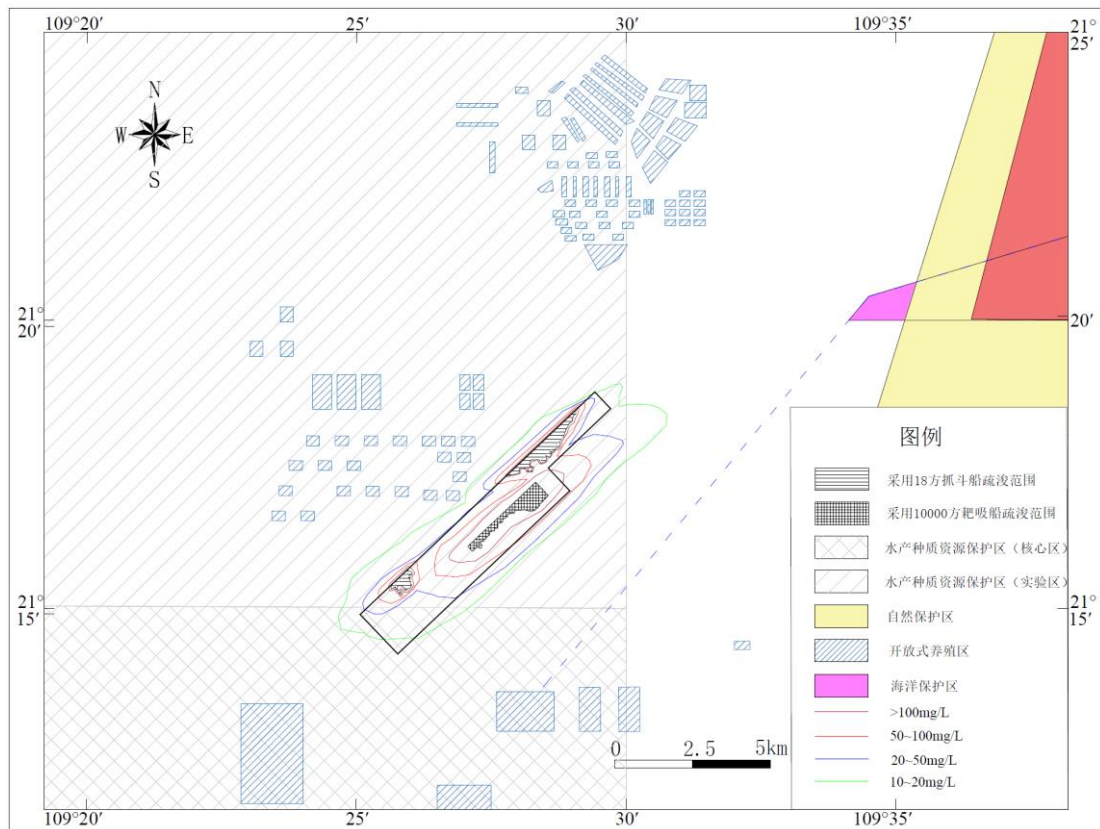 109°20′ 25′ 30′ 109°35′ 21°
25′
N
W E
S
21°
20′
20′
图例
采用18方抓斗船疏浚范围
采用10000方耙吸船疏浚范围
水产种质资源保护区（核心区）
水产种质资源保护区（实验区）
自然保护区
开放式养殖区
海洋保护区
>100mg/L
50~100mg/L
20~50mg/L
10~20mg/L
21°
15′
21°
15′
0 2.5 5km
109°20′ 25′ 30′ 109°35′